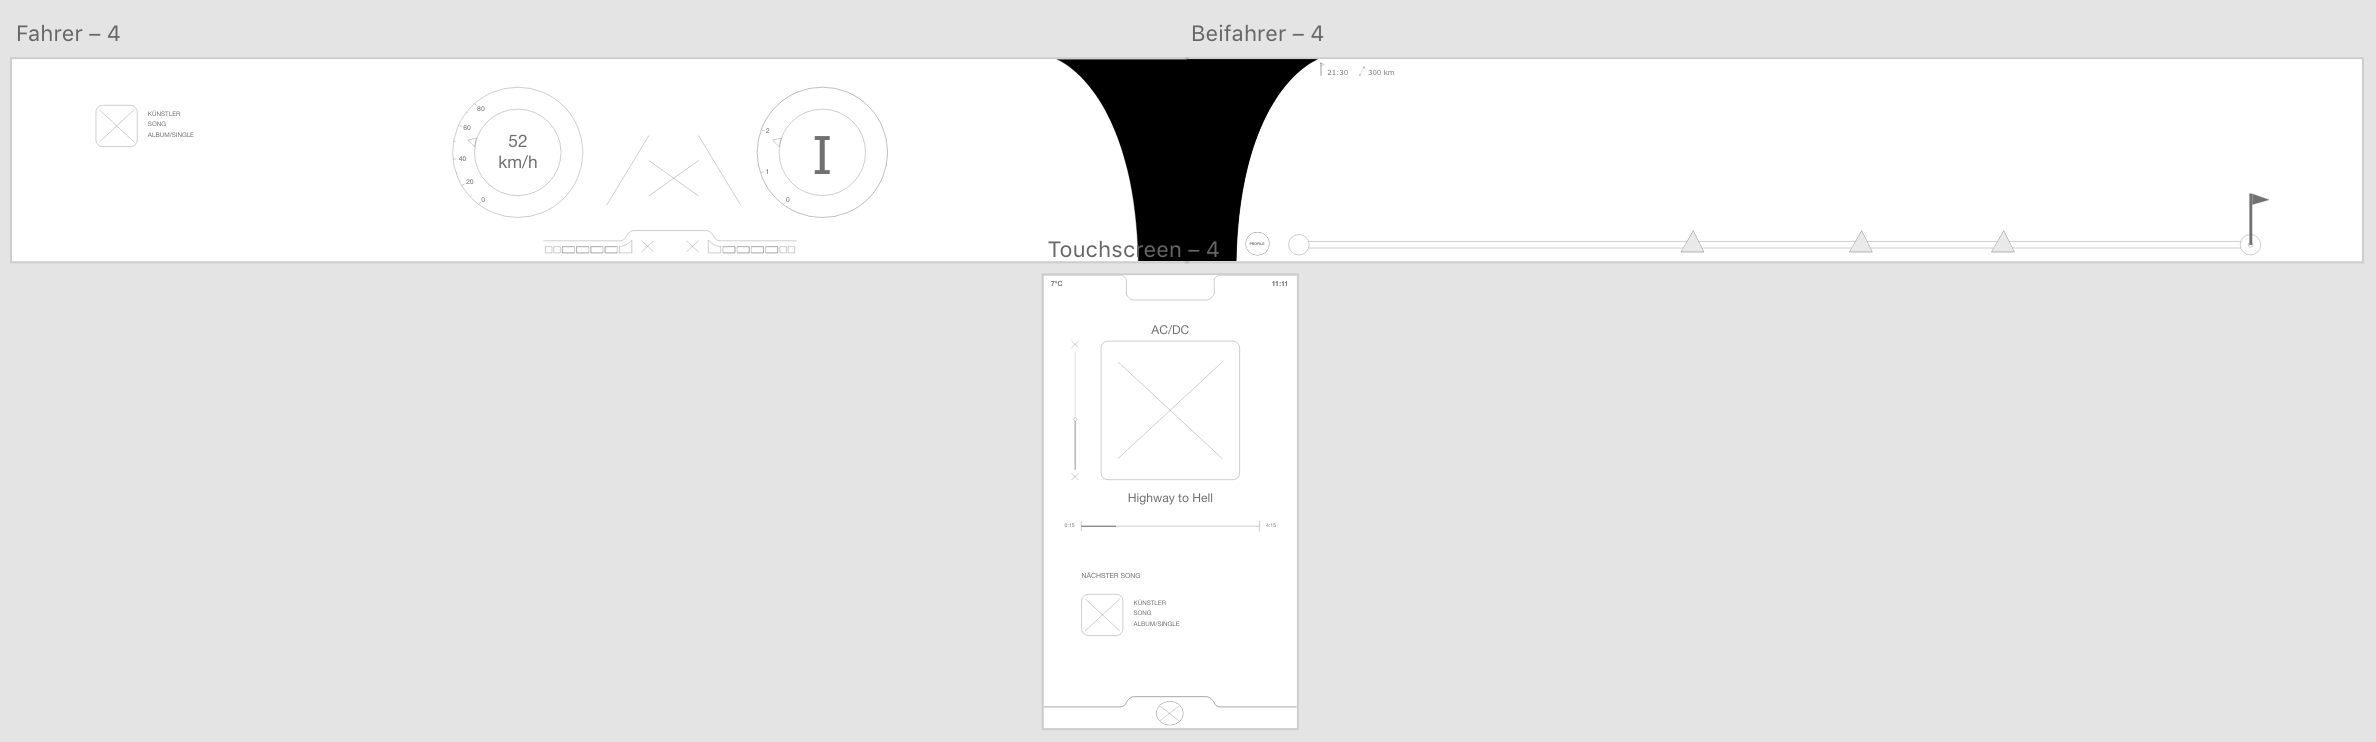 Fahrer – 4
Beifahrer – 4
KÜNSTLER
SONG
ALBUM/SINGLE
80
60
40
20
0
52
km/h
2
1
0
I
21:30
300 km
PROFILE
Touchscreen – 4
7°C
11:11
AC/DC
Highway to Hell
0:15
4:15
NÄCHSTER SONG
KÜNSTLER
SONG
ALBUM/SINGLE